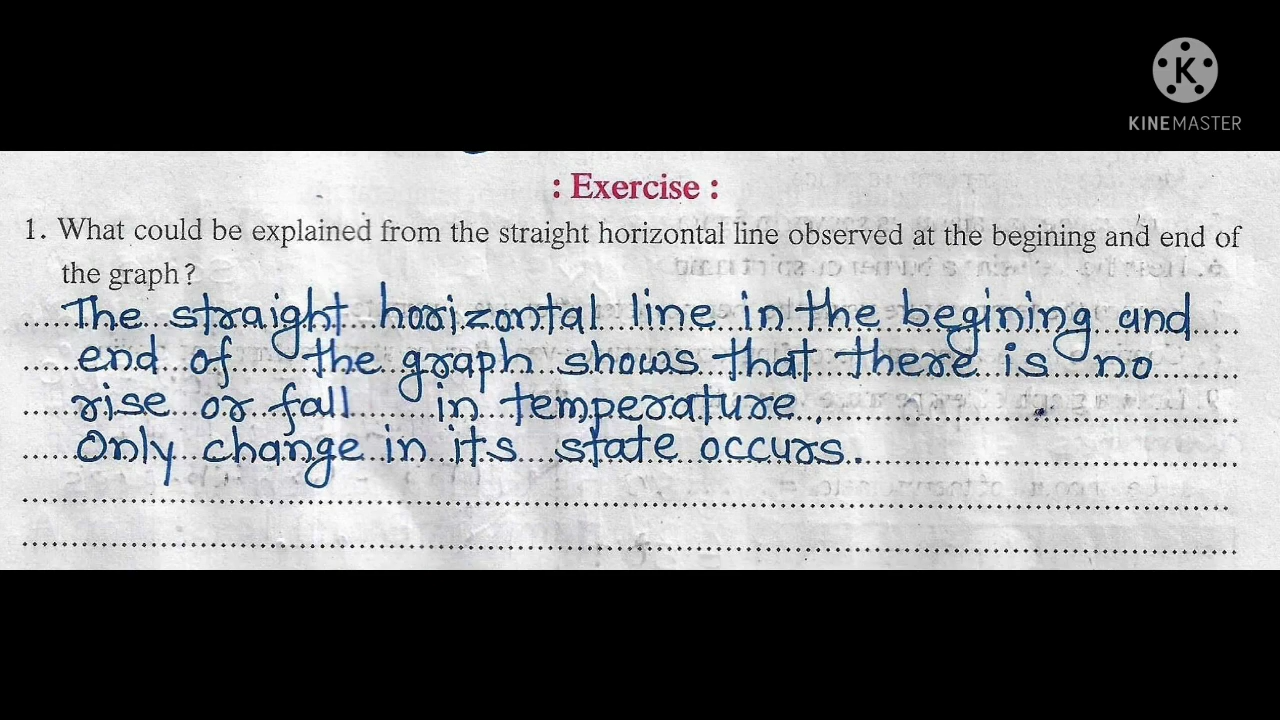 K
KINEMASTER
: Exercise :
1. What could be explained from the straight horizontal line observed at the begining and end of
the graph?
The straight horizontal line in the begining and
end of the graph shows that there is no
rise or fall in temperature.
Only change in its state occurs.